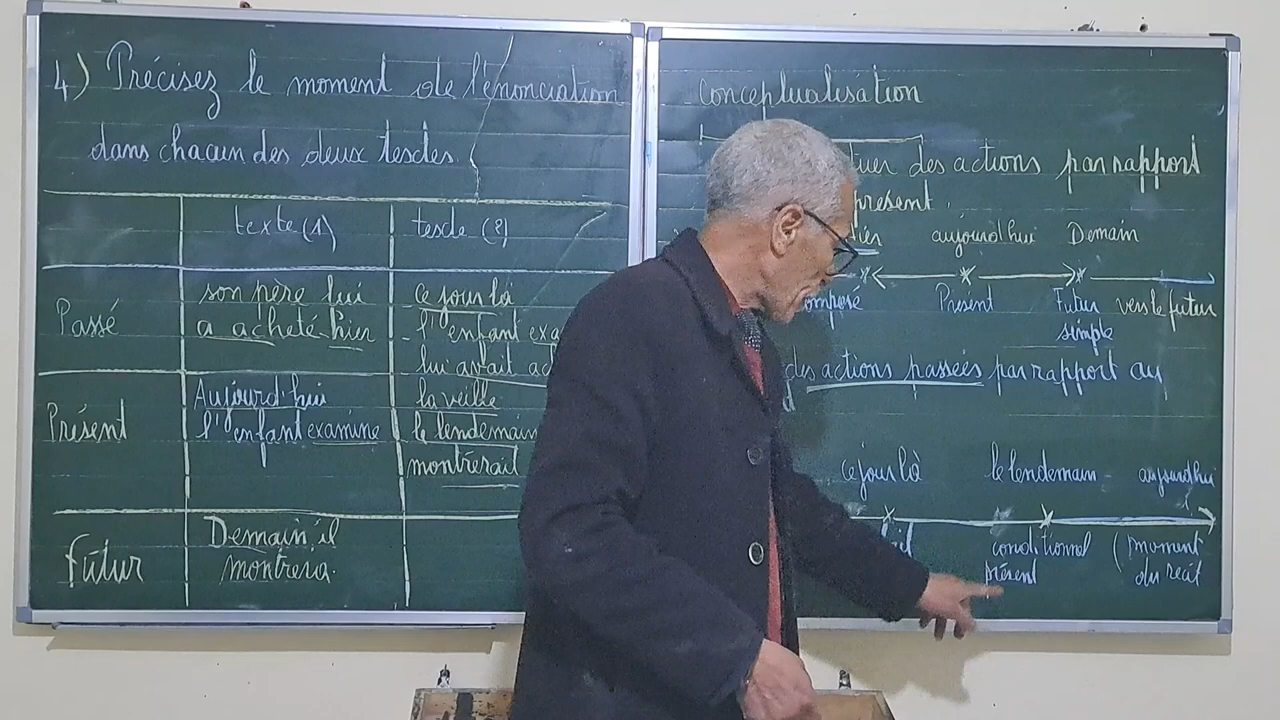 4) Précisez le moment de l'énonciation
dans chacun des deux textes.
texte (1)
texte (2)
Passé
son père lui
a acheté hier
ce jour là
l'enfant exa
lui avait ac
Présent
Aujourd'hui
l'enfant examine
la veille
le lendemain
montrerait
Futur
Demain, il
montrera.
Conceptualisation
tuer des actions par rapport
présent.
aujourd'hui Demain
ompose Présent Futur vers le futur
simple
des actions passées par rapport au
ce jour là le lendemain aujourd'hui
conditionnel (moment
présent du récit